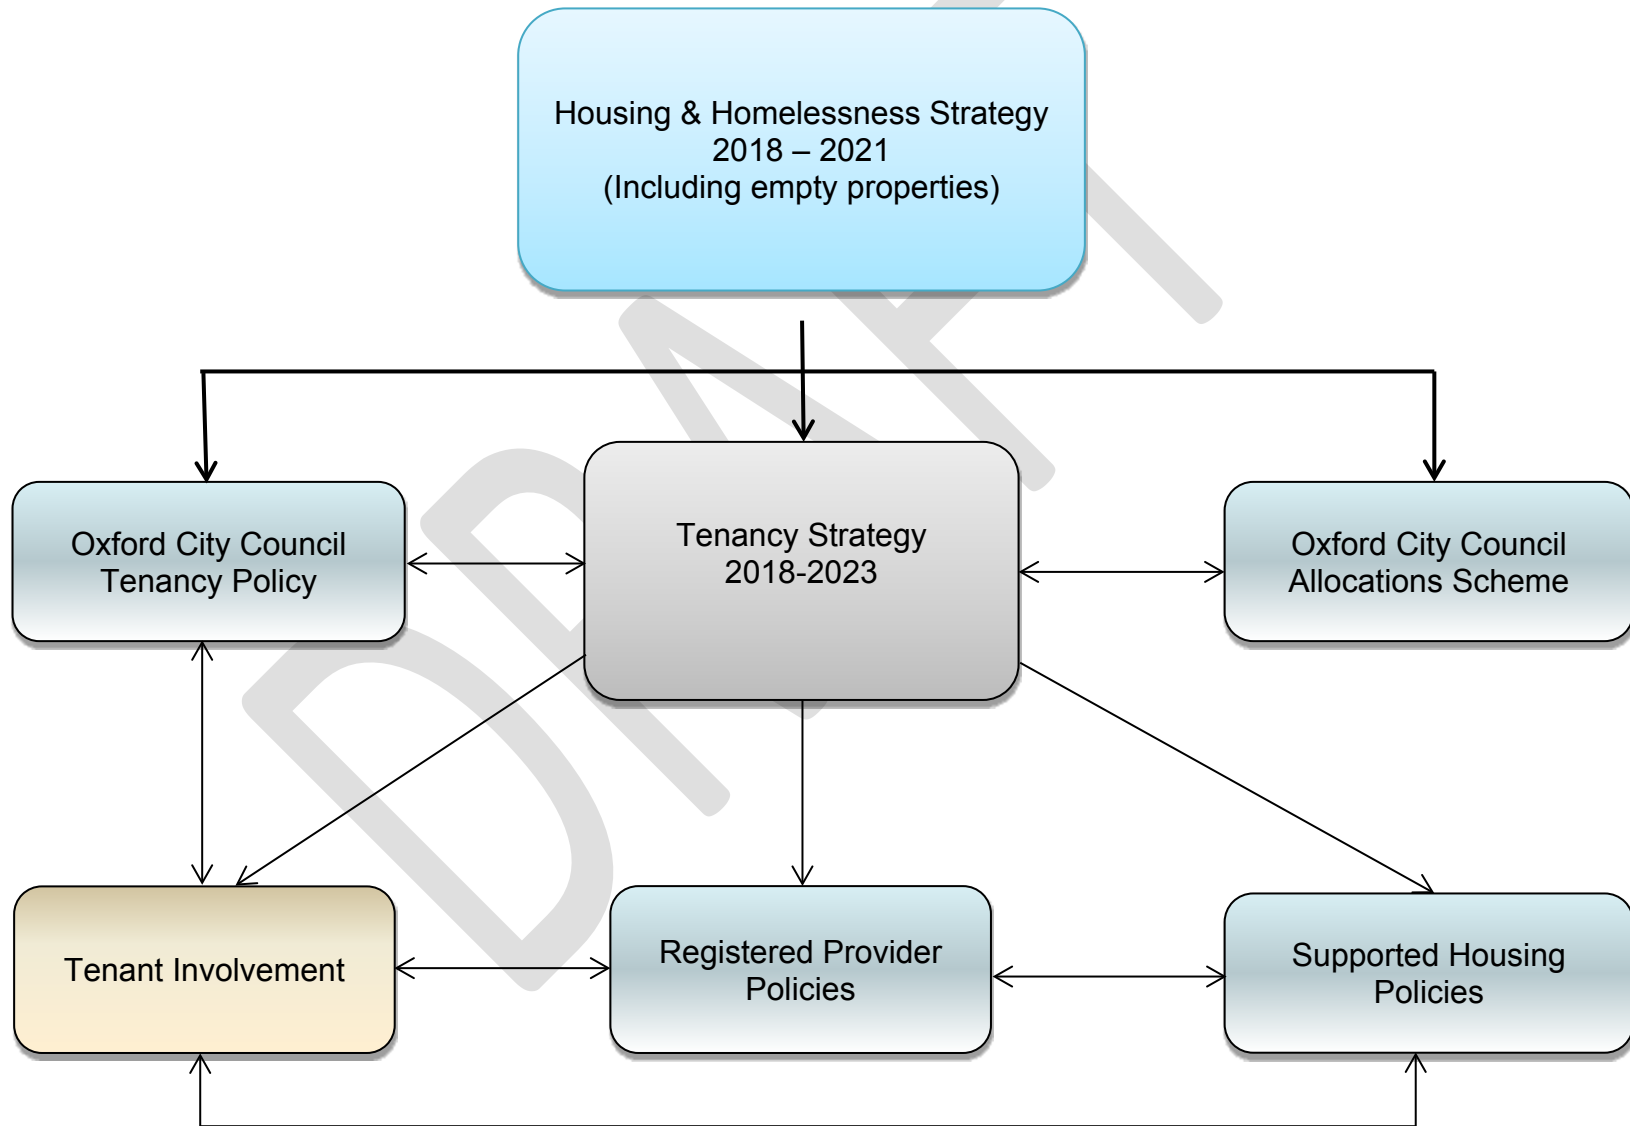 Housing & Homelessness Strategy
2018 – 2021
(Including empty properties)
Oxford City Council
Tenancy Policy
Tenancy Strategy
2018-2023
Oxford City Council
Allocations Scheme
Tenant Involvement
Registered Provider
Policies
Supported Housing
Policies
DRAFT